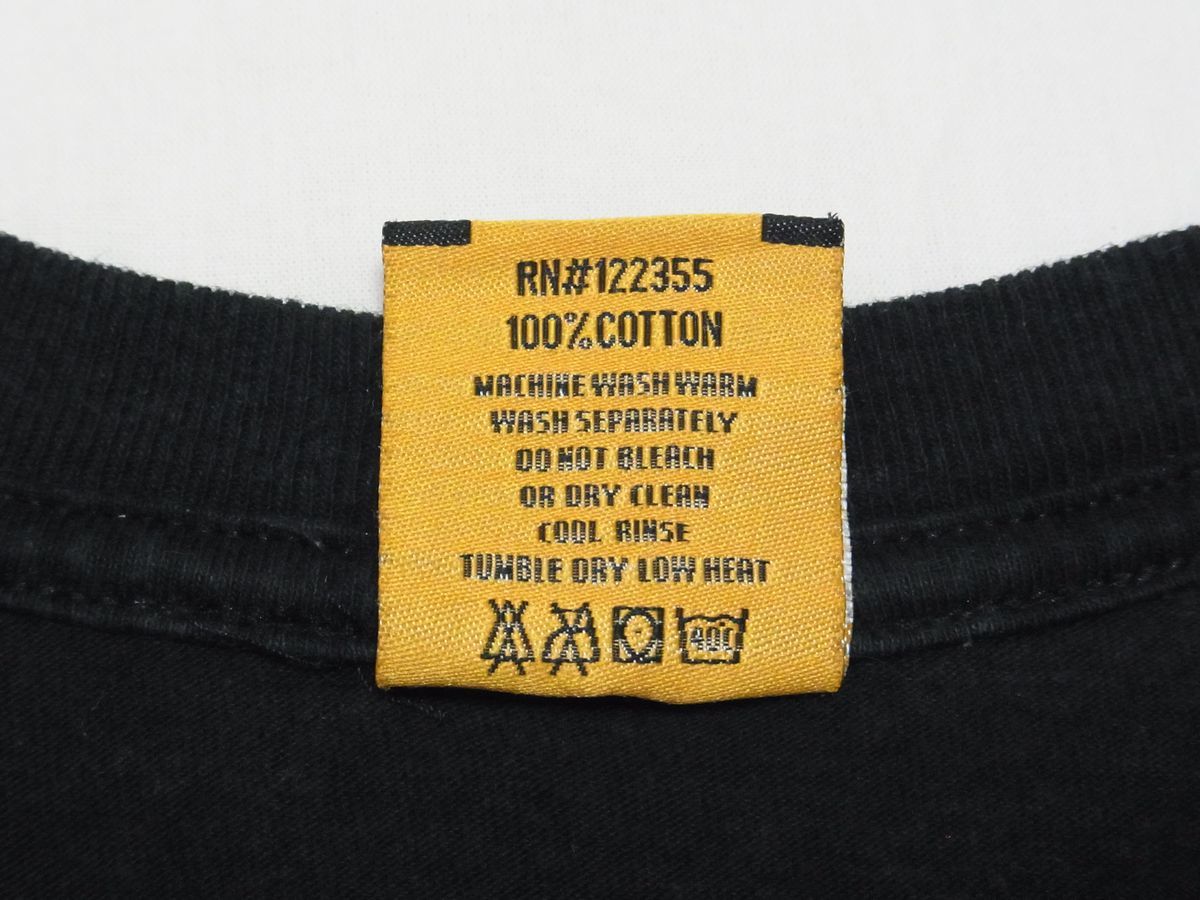 RN#122355
100% COTTON
MACHINE WASH WARM
WASH SEPARATELY
DO NOT BLEACH
OR DRY CLEAN
COOL RINSE
TUMBLE DRY LOW HEAT
40C